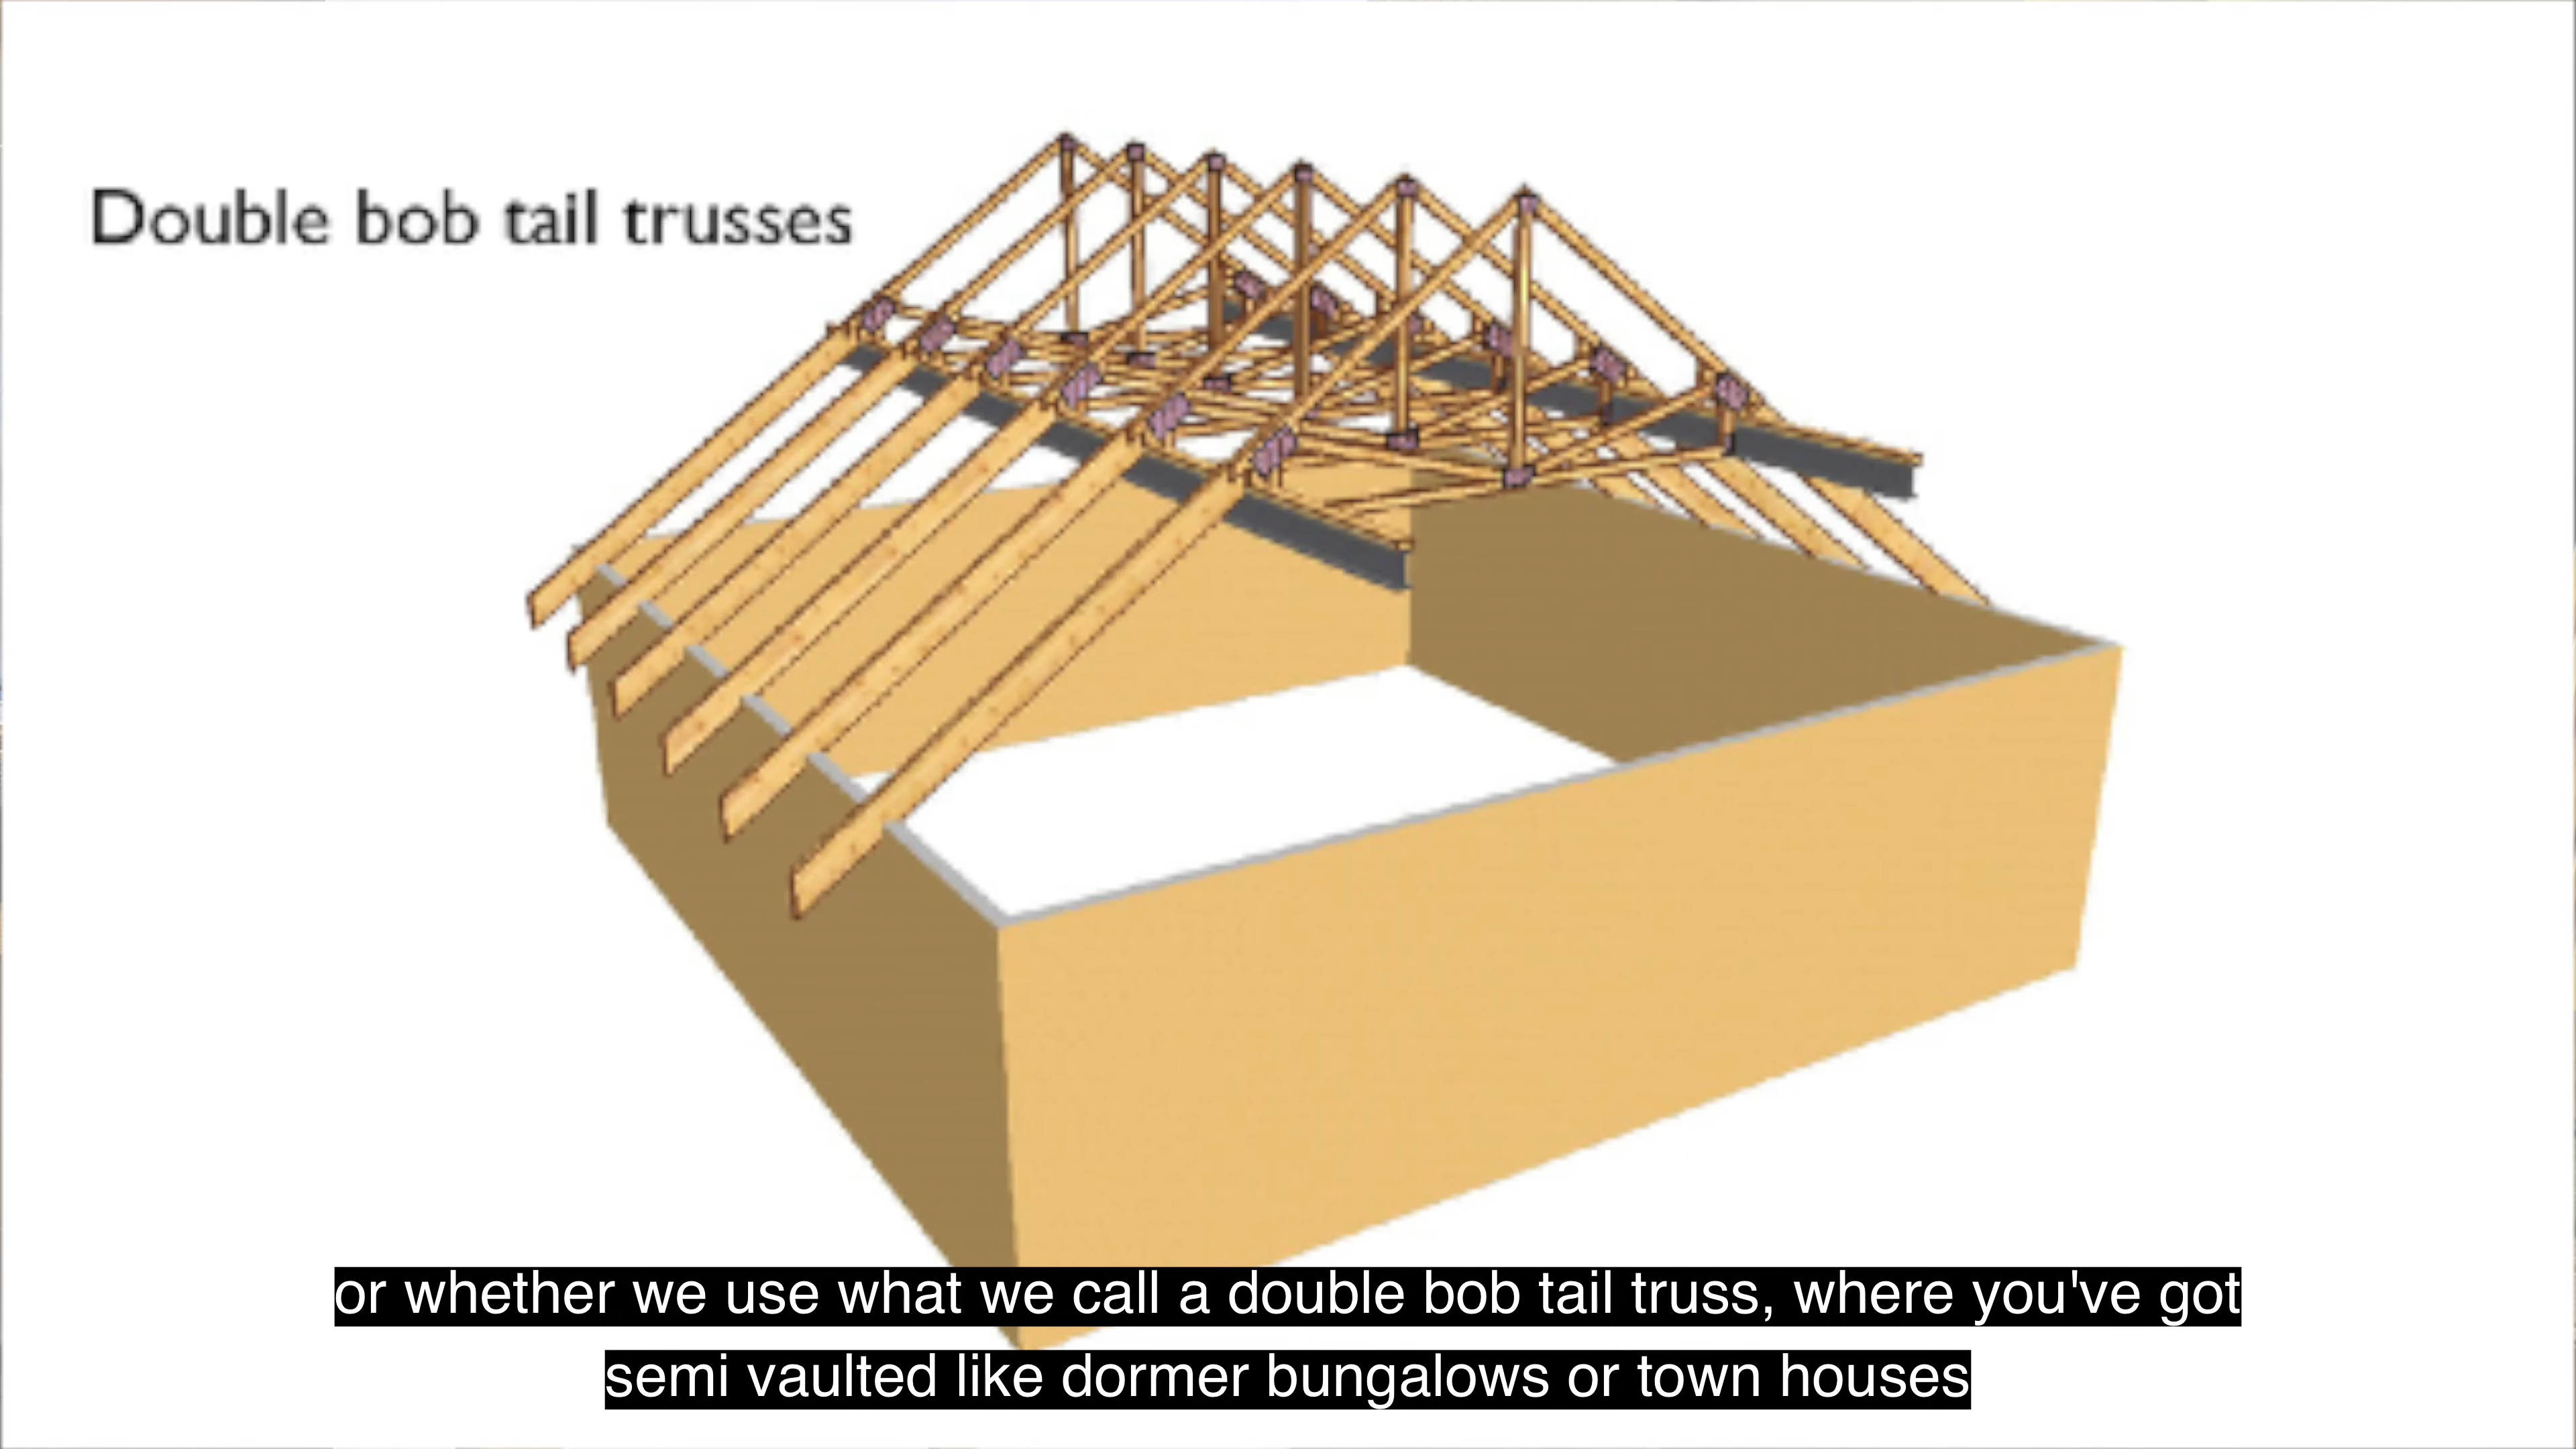 Double bob tail trusses
or whether we use what we call a double bob tail truss, where you've got
semi vaulted like dormer bungalows or town houses